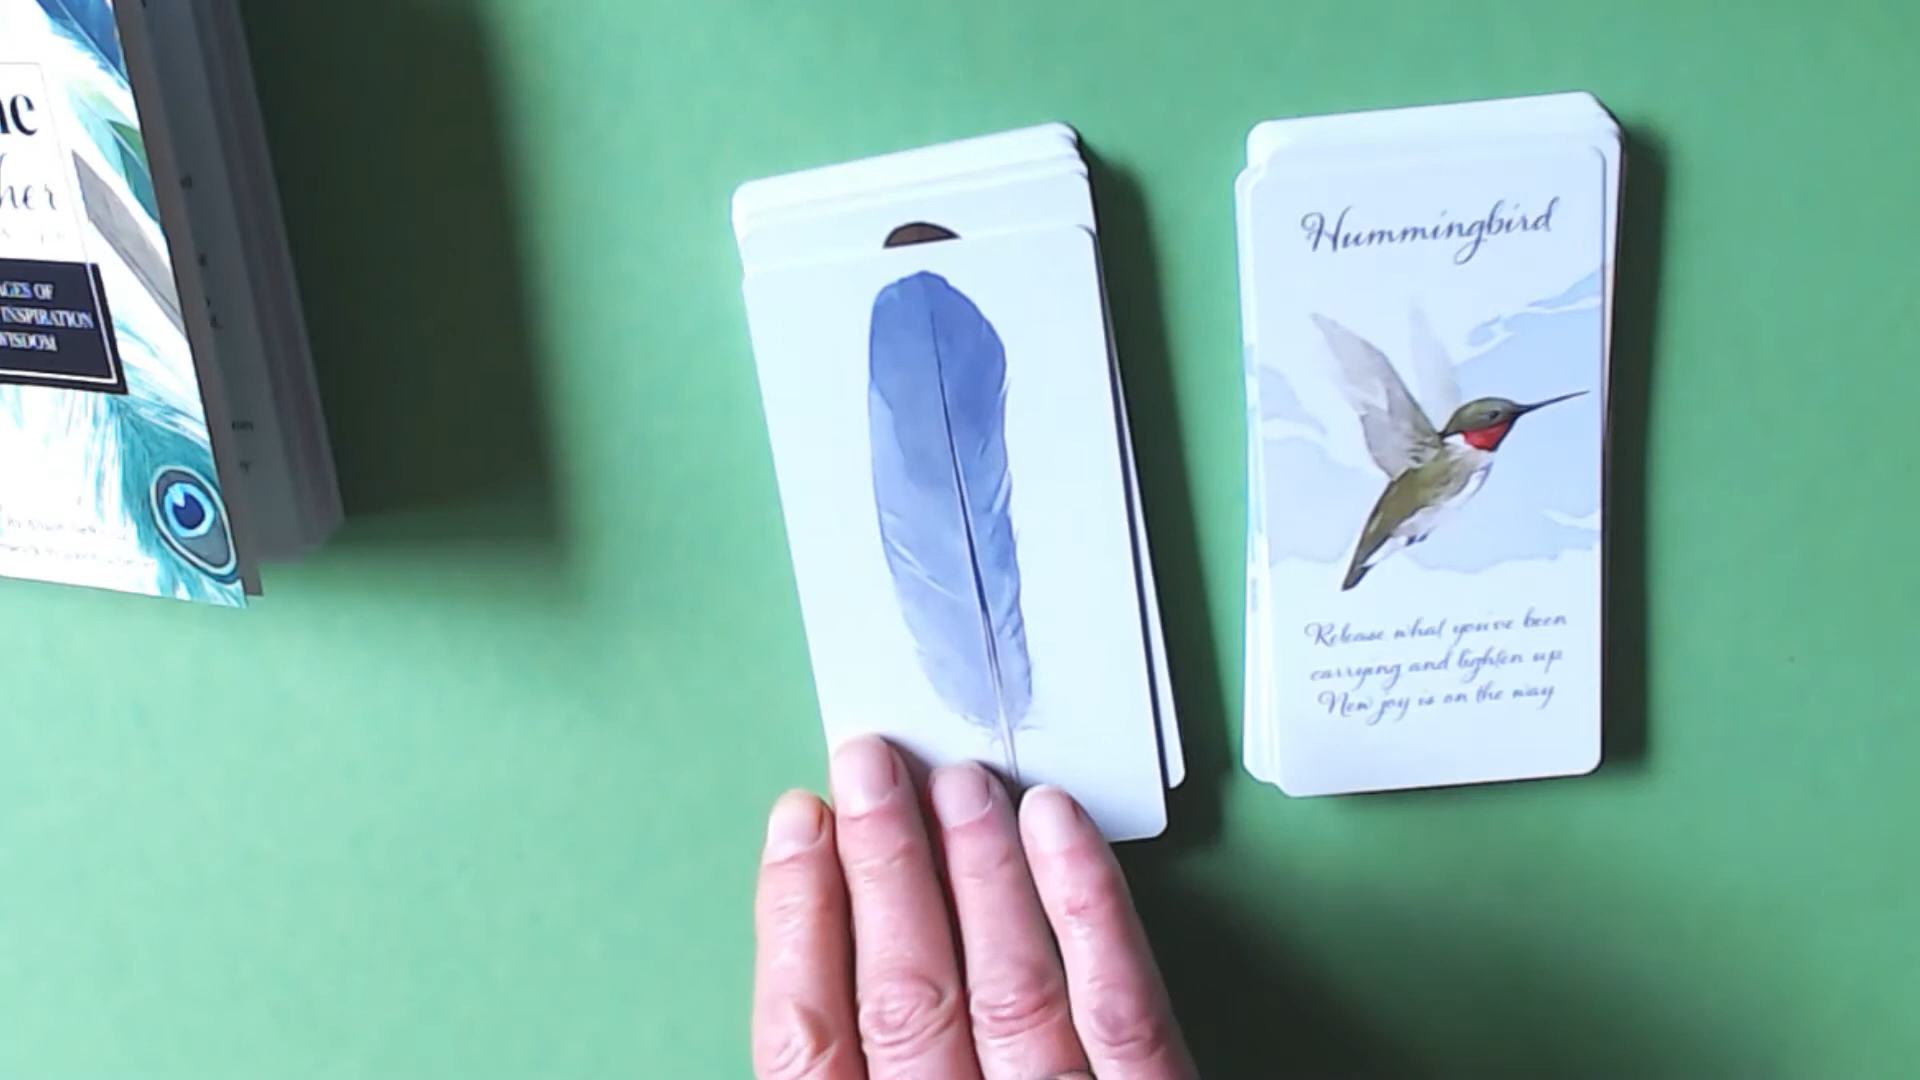 AGES OF
INSPIRATION
WISDOM
Hummingbird
Release what you've been
carrying and lighten up
New joy is on the way